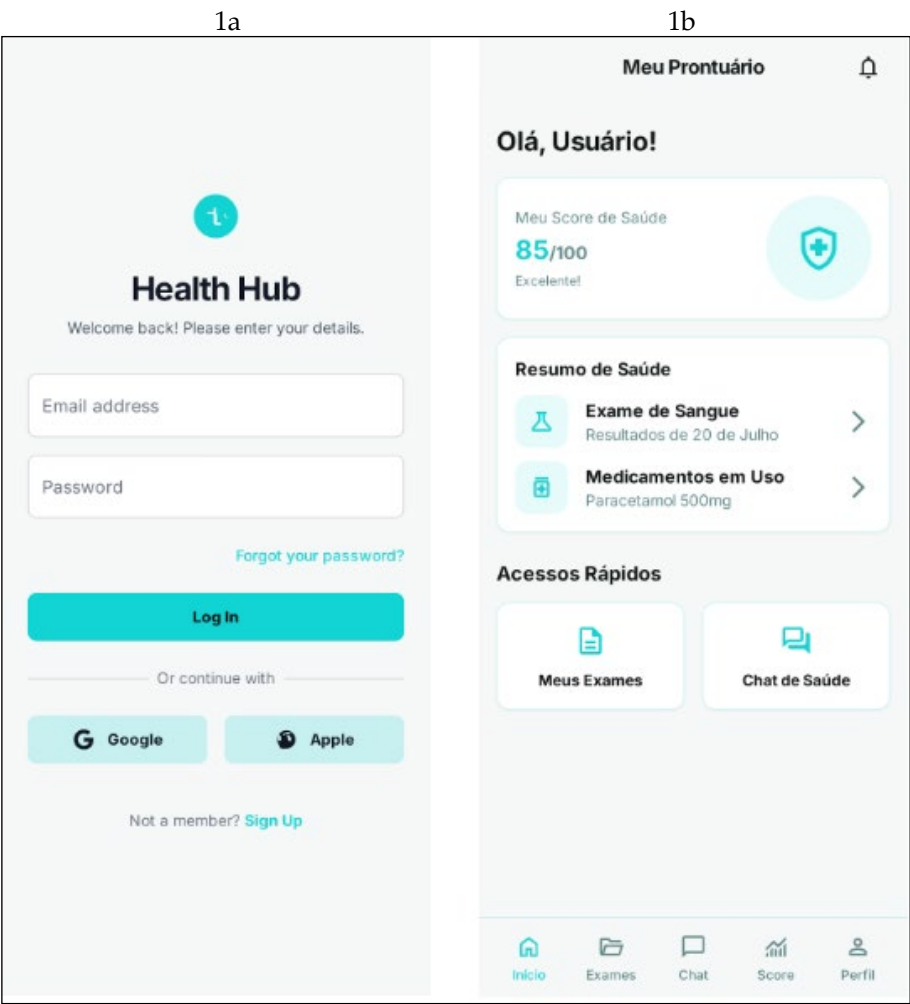 1a
Health Hub
Welcome back! Please enter your details.
Email address
Password
Forgot your password?
Log In
Or continue with
Google
Apple
Not a member? Sign Up
1b
Meu Prontuário
Olá, Usuário!
Meu Score de Saúde
85/100
Excelente!
Resumo de Saúde
Exame de Sangue
Resultados de 20 de Julho
Medicamentos em Uso
Paracetamol 500mg
Acessos Rápidos
Meus Exames
Chat de Saúde
Início
Exames
Chat
Score
Perfil